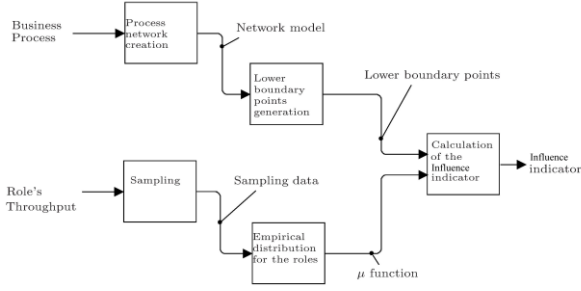 Business
Process
Process
network
creation
Network model
Lower
boundary
points
generation
Lower boundary points
Calculation
of the
Influence
indicator
Influence
indicator
Role's
Throughput
Sampling
Sampling data
Empirical
distribution
for the roles
μ function